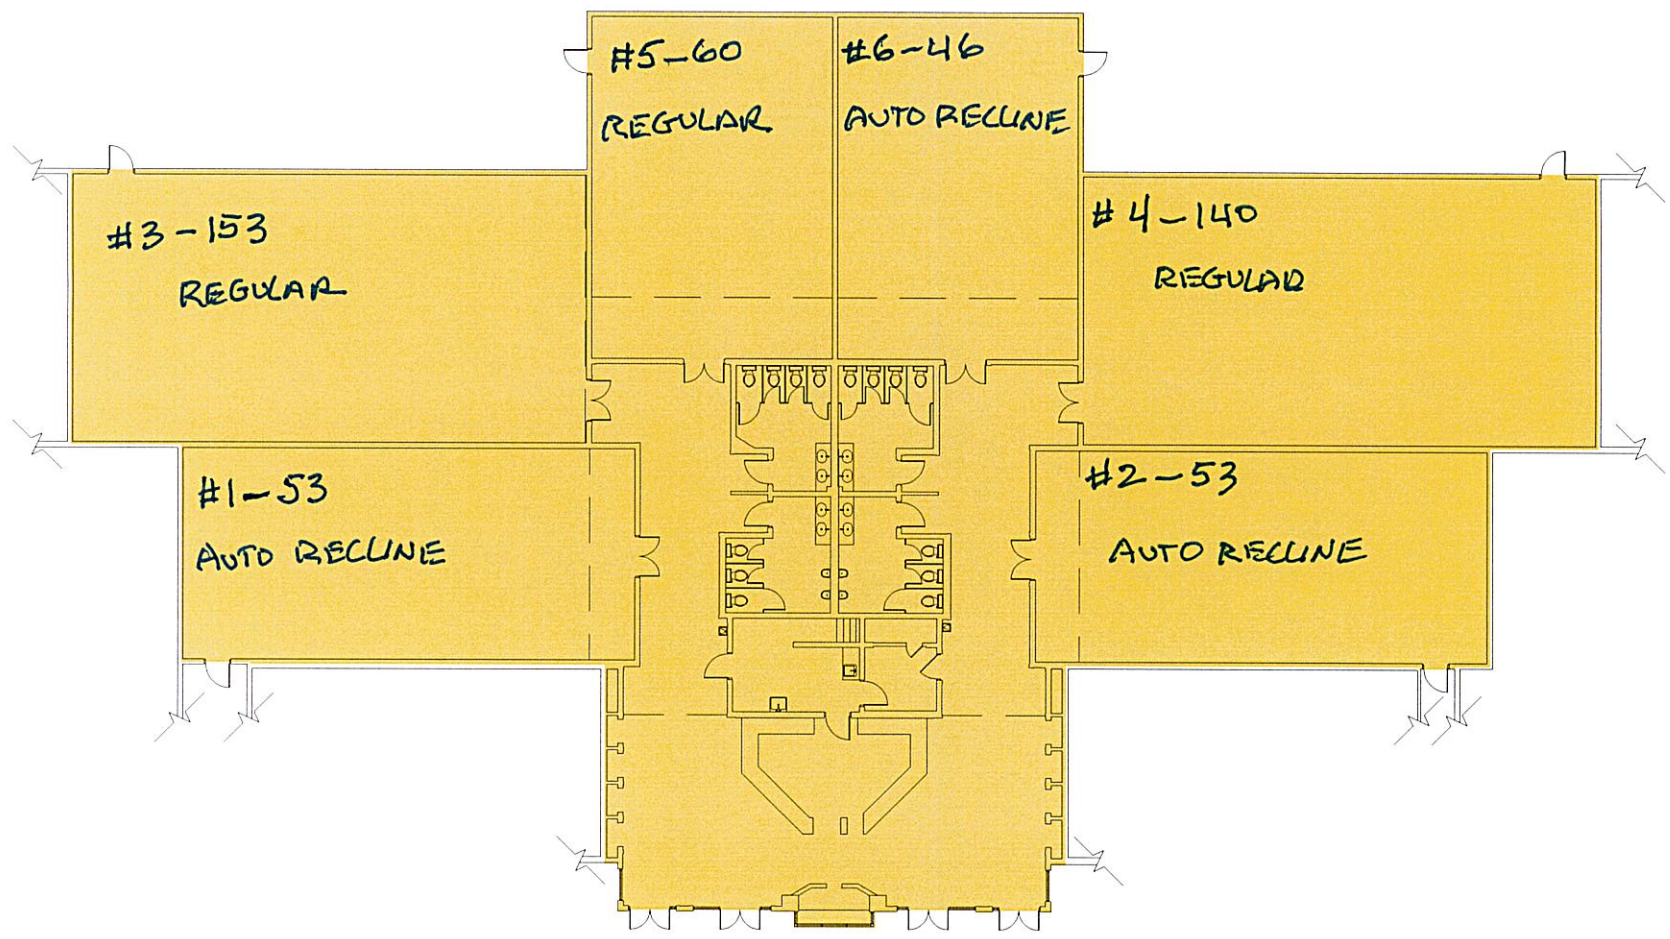 #5-60
REGULAR
#6-46
AUTO RECLINE
#3-153
REGULAR
#4-140
REGULAR
#1-53
AUTO RECLINE
#2-53
AUTO RECLINE